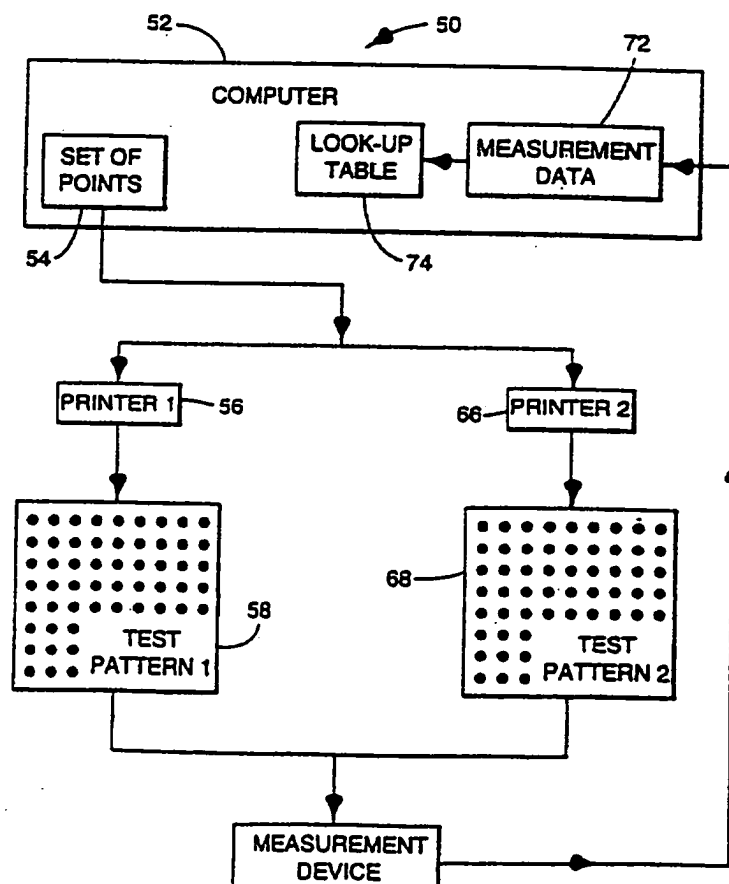 50
52
72
COMPUTER
SET OF
POINTS
LOOK-UP
TABLE
MEASUREMENT
DATA
54
74
PRINTER 1
56
66
PRINTER 2
TEST
PATTERN 1
58
68
TEST
PATTERN 2
MEASUREMENT
DEVICE